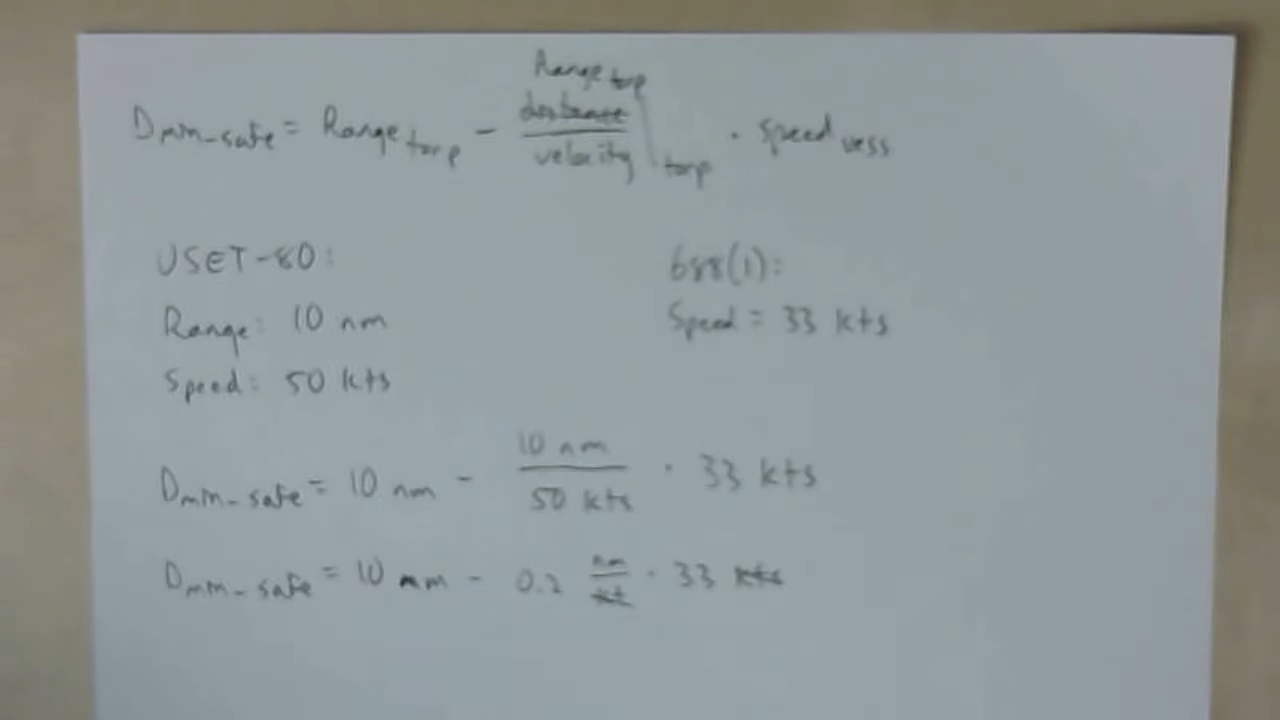 Range torp
D min-safe = Range torp - distance / velocity | torp · speed vess
USET-80: 688(I):
Range: 10 nm Speed = 33 kts
Speed: 50 kts
D min-safe = 10 nm - 10 nm / 50 kts · 33 kts
D min-safe = 10 nm - 0.2 nm / kt · 33 kts